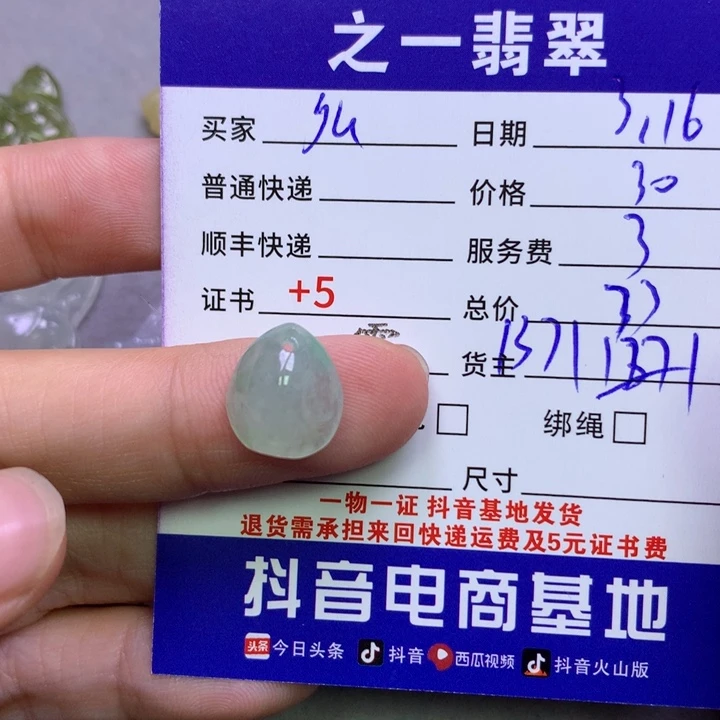 之一翡翠
买家 日期 3,16
普通快递 价格 30
顺丰快递 服务费 3
证书 +5 总价 33
货主 1371
绑绳
尺寸
一物一证 抖音基地发货
退货需承担来回快递运费及5元证书费
抖音电商基地
头条 今日头条 抖音 西瓜视频 抖音火山版